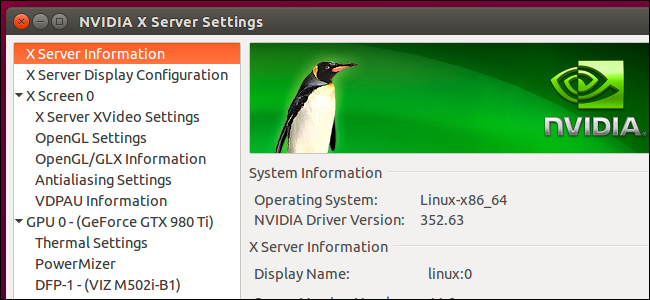 NVIDIA X Server Settings
X Server Information
X Server Display Configuration
X Screen 0
X Server XVideo Settings
OpenGL Settings
OpenGL/GLX Information
Antialiasing Settings
VDPAU Information
GPU 0 - (GeForce GTX 980 Ti)
Thermal Settings
PowerMizer
DFP-1 - (VIZ M502i-B1)
NVIDIA.
System Information
Operating System: Linux-x86_64
NVIDIA Driver Version: 352.63
X Server Information
Display Name: linux:0